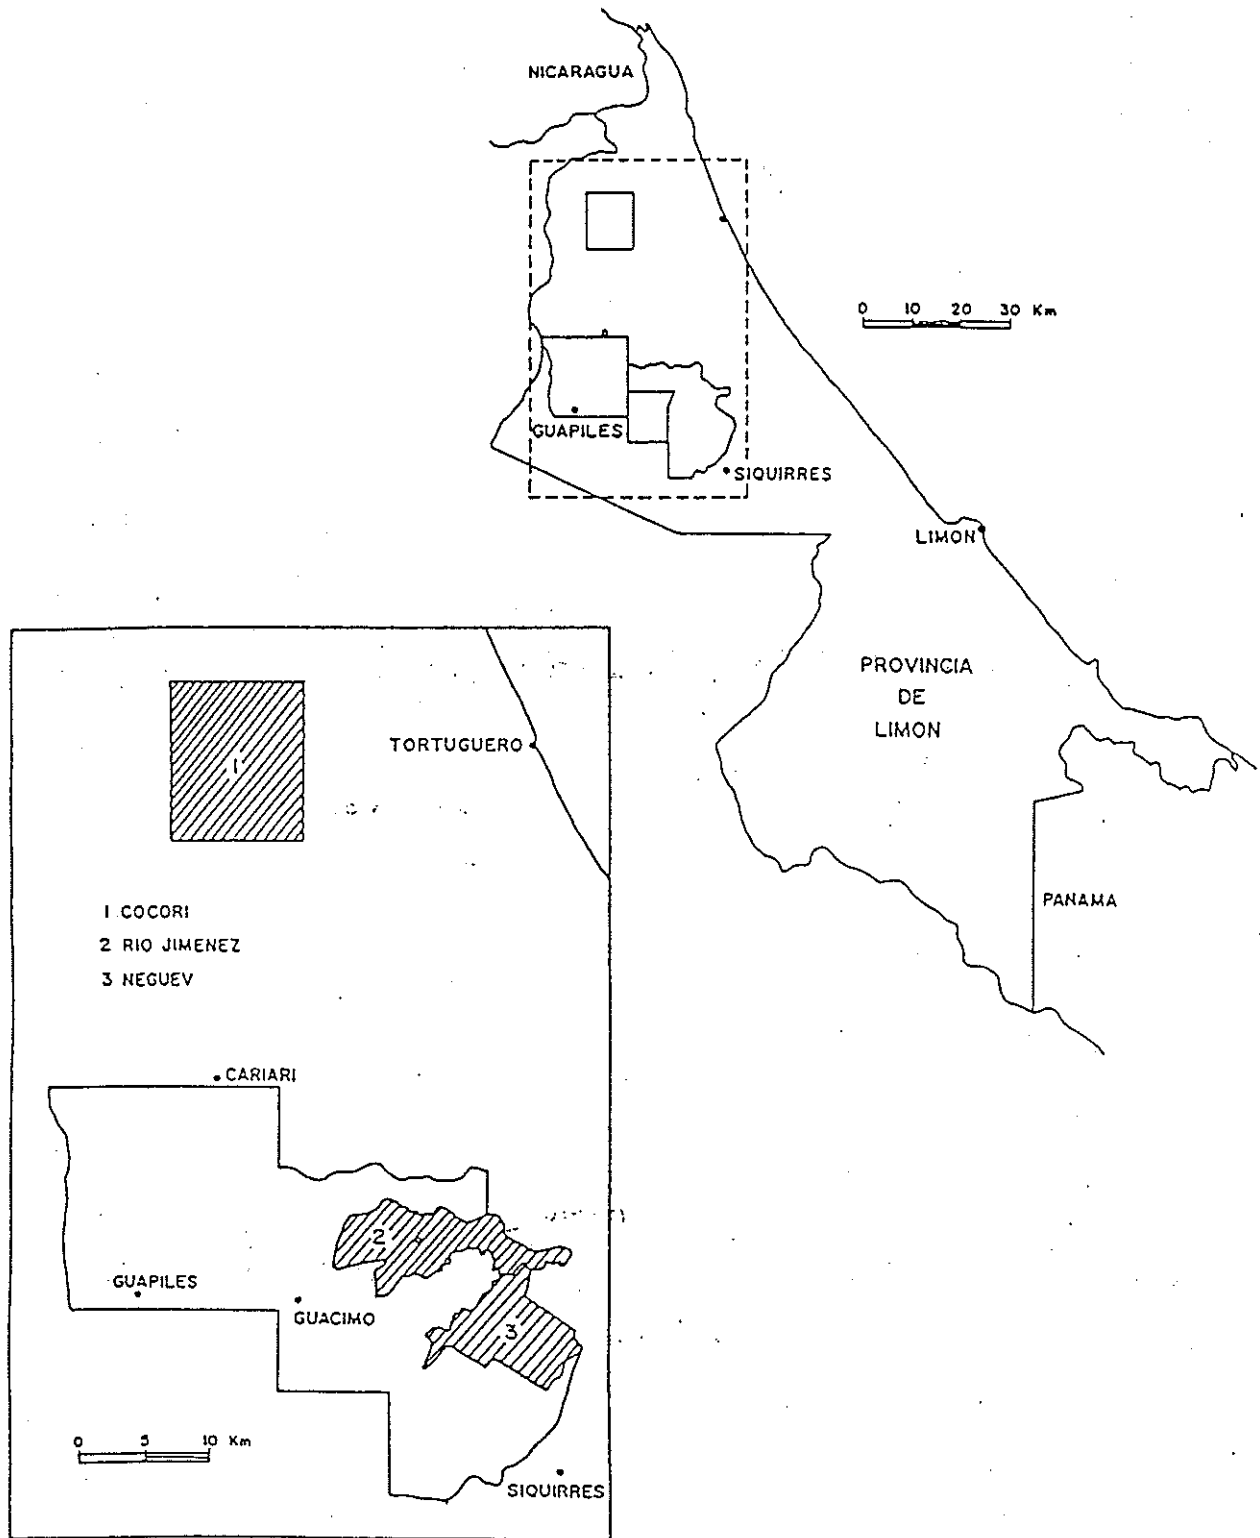 NICARAGUA
0 10 20 30 Km
GUAPILES
SIQUIRRES
LIMON
PROVINCIA
DE
LIMON
PANAMA
TORTUGUERO
1
1 COCORI
2 RIO JIMENEZ
3 NEGUEV
CARIARI
2
GUAPILES
GUACIMO
3
0 5 10 Km
SIQUIRRES